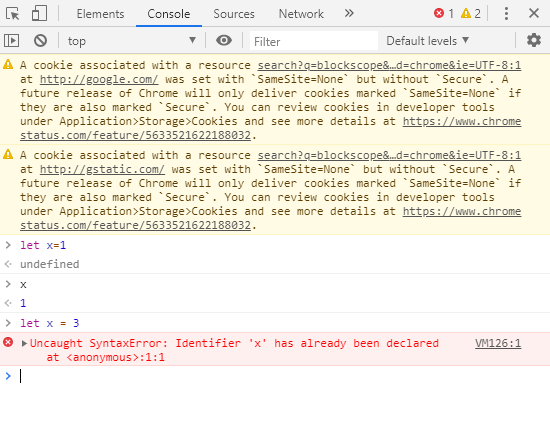 Elements Console Sources Network » 1 2
top Filter Default levels
A cookie associated with a resource search?q=blockscope&…d=chrome&ie=UTF-8:1
at http://google.com/ was set with `SameSite=None` but without `Secure`. A
future release of Chrome will only deliver cookies marked `SameSite=None` if
they are also marked `Secure`. You can review cookies in developer tools
under Application>Storage>Cookies and see more details at https://www.chrome
status.com/feature/5633521622188032.
A cookie associated with a resource search?q=blockscope&…d=chrome&ie=UTF-8:1
at http://gstatic.com/ was set with `SameSite=None` but without `Secure`. A
future release of Chrome will only deliver cookies marked `SameSite=None` if
they are also marked `Secure`. You can review cookies in developer tools
under Application>Storage>Cookies and see more details at https://www.chrome
status.com/feature/5633521622188032.
> let x=1
undefined
> x
1
> let x = 3
Uncaught SyntaxError: Identifier 'x' has already been declared VM126:1
at <anonymous>:1:1
>